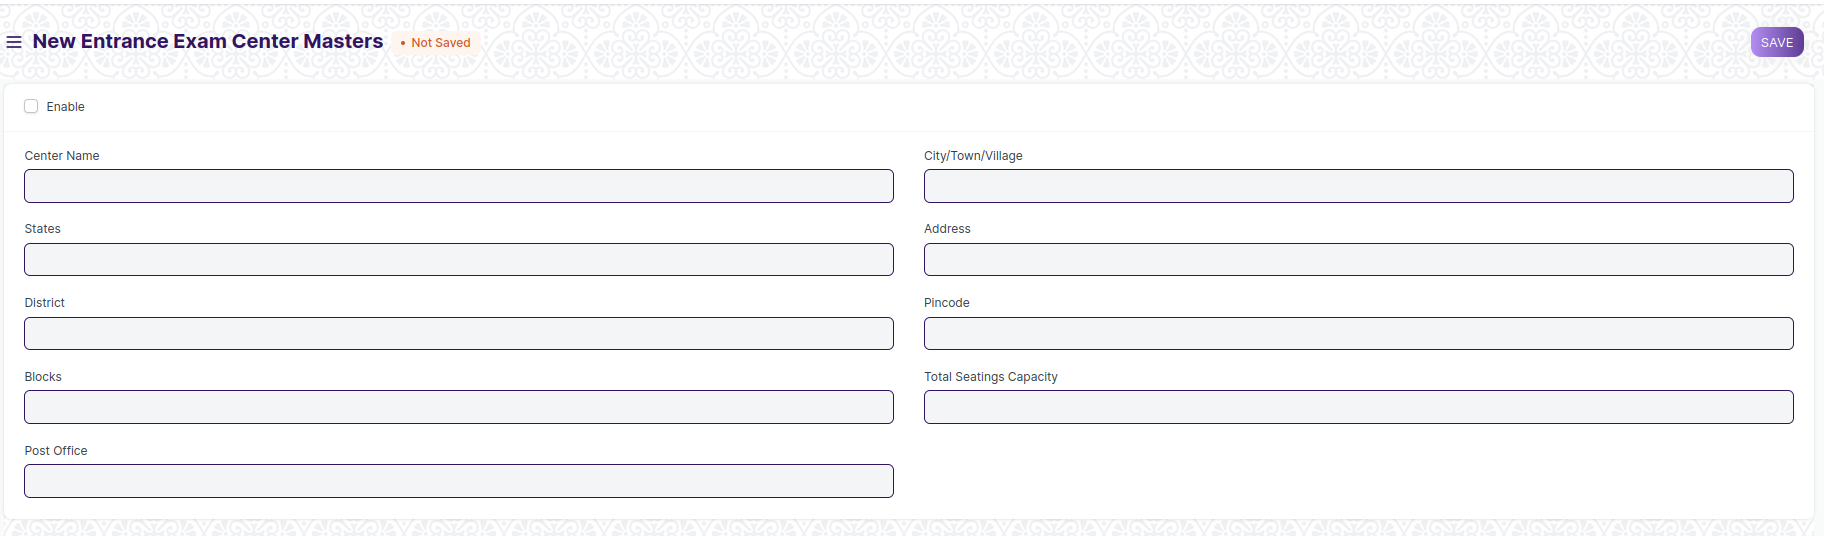 New Entrance Exam Center Masters
• Not Saved
SAVE
Enable
Center Name
City/Town/Village
States
Address
District
Pincode
Blocks
Total Seatings Capacity
Post Office